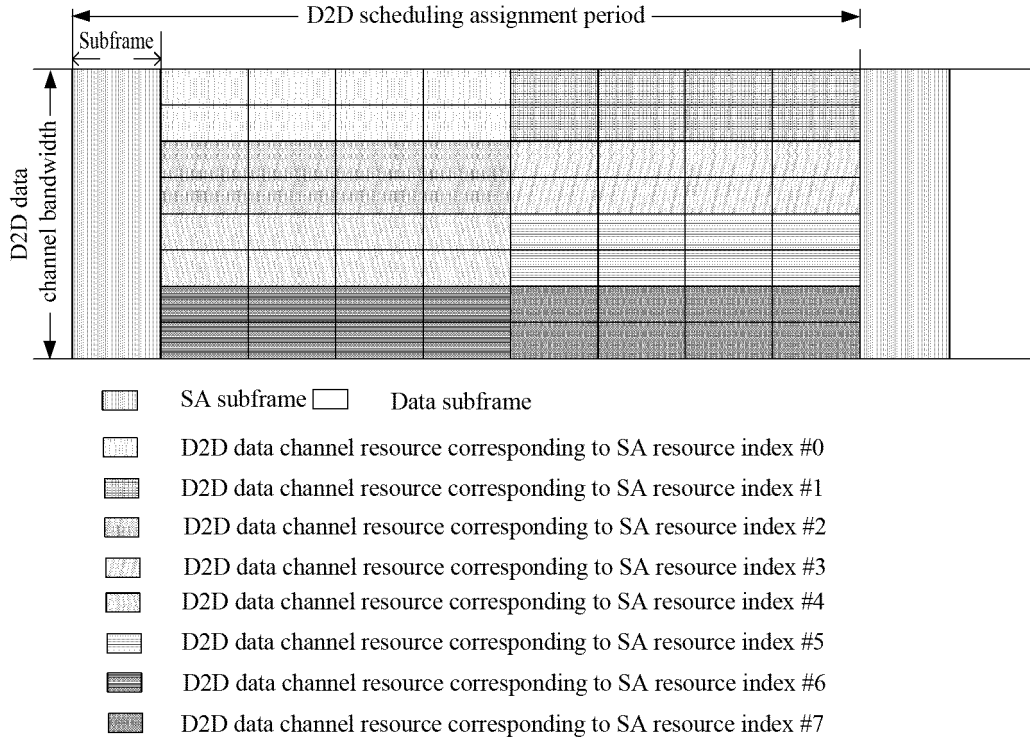 D2D scheduling assignment period
Subframe
D2D data
channel bandwidth
SA subframe Data subframe
D2D data channel resource corresponding to SA resource index #0
D2D data channel resource corresponding to SA resource index #1
D2D data channel resource corresponding to SA resource index #2
D2D data channel resource corresponding to SA resource index #3
D2D data channel resource corresponding to SA resource index #4
D2D data channel resource corresponding to SA resource index #5
D2D data channel resource corresponding to SA resource index #6
D2D data channel resource corresponding to SA resource index #7